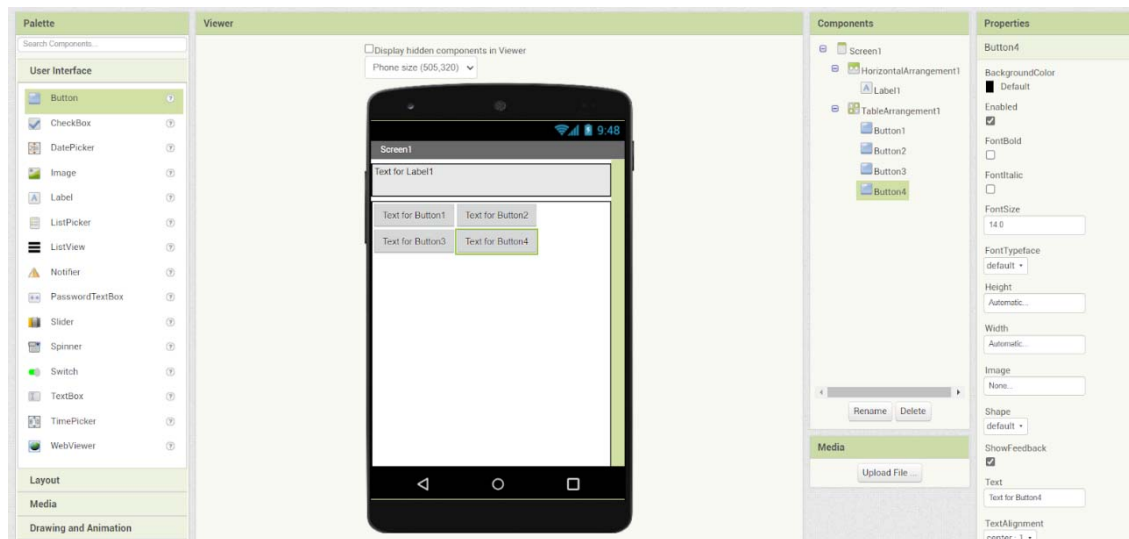 Palette
Search Components...
User Interface
Button
CheckBox
DatePicker
Image
Label
ListPicker
ListView
Notifier
PasswordTextBox
Slider
Spinner
Switch
TextBox
TimePicker
WebViewer
Layout
Media
Drawing and Animation
Viewer
Display hidden components in Viewer
Phone size (505,320)
9:48
Screen1
Text for Label1
Text for Button1 Text for Button2
Text for Button3 Text for Button4
Components
Screen1
HorizontalArrangement1
Label1
TableArrangement1
Button1
Button2
Button3
Button4
Rename Delete
Media
Upload File ...
Properties
Button4
BackgroundColor
Default
Enabled
FontBold
FontItalic
FontSize
14.0
FontTypeface
default
Height
Automatic...
Width
Automatic...
Image
None...
Shape
default
ShowFeedback
Text
Text for Button4
TextAlignment
center : 1